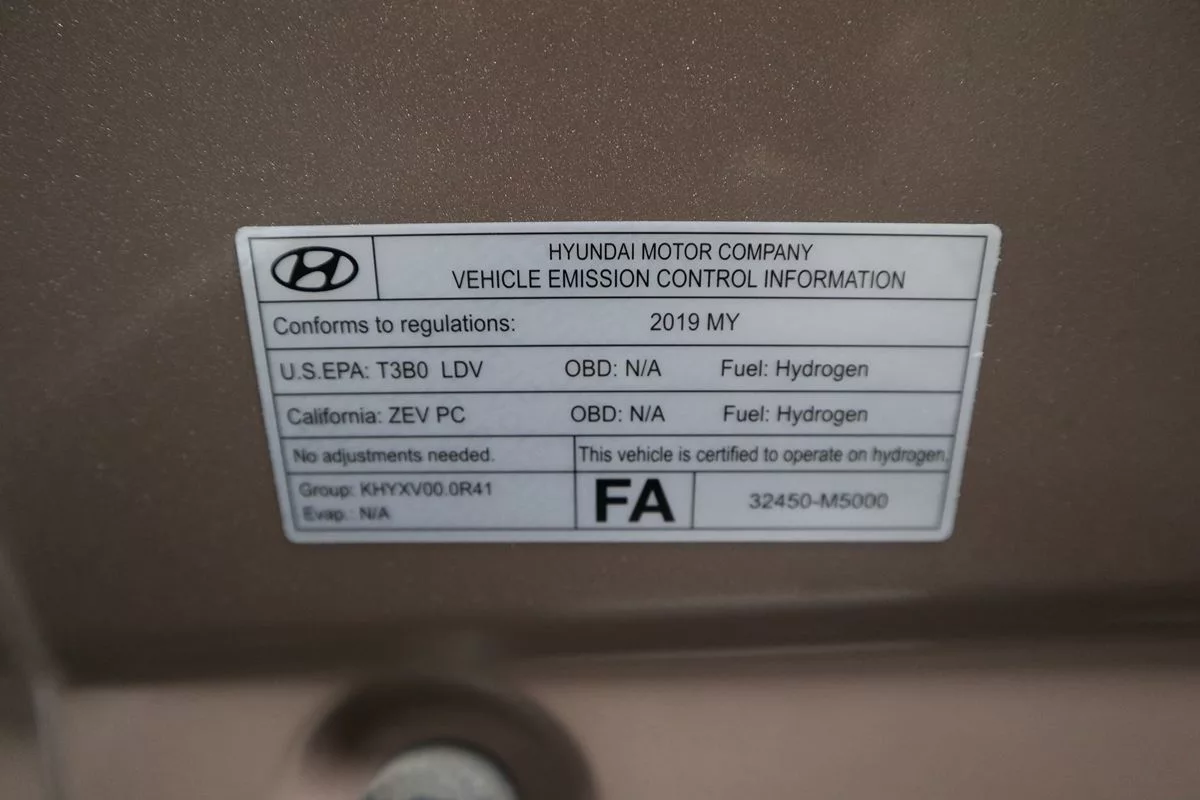 HYUNDAI MOTOR COMPANY
VEHICLE EMISSION CONTROL INFORMATION
Conforms to regulations: 2019 MY
U.S.EPA: T3B0 LDV OBD: N/A Fuel: Hydrogen
California: ZEV PC OBD: N/A Fuel: Hydrogen
No adjustments needed. This vehicle is certified to operate on hydrogen.
Group: KHYXV00.0R41
Evap.: N/A
FA 32450-M5000